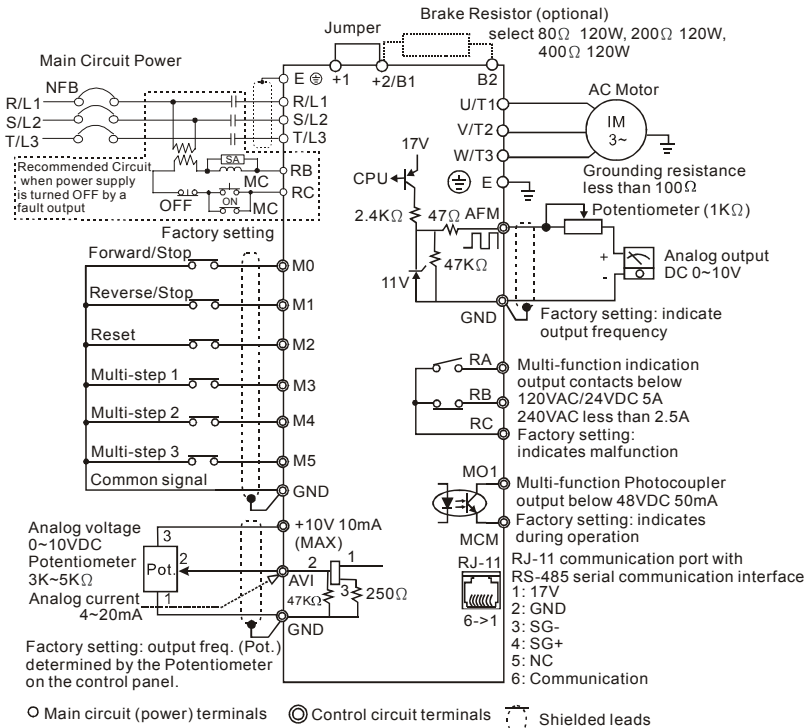 Brake Resistor (optional)
select 80Ω 120W, 200Ω 120W,
400Ω 120W
Jumper
Main Circuit Power
E +1 +2/B1 B2
NFB
R/L1
S/L2
T/L3
R/L1
S/L2
T/L3
SA
MC
RB
RC
OFF
ON
MC
Recommended Circuit
when power supply
is turned OFF by a
fault output
AC Motor
U/T1
V/T2
W/T3
IM
3~
E
Grounding resistance
less than 100Ω
17V
CPU
2.4KΩ
47Ω
AFM
47KΩ
11V
GND
Potentiometer (1KΩ)
+
-
Analog output
DC 0~10V
Factory setting: indicate
output frequency
Factory setting
Forward/Stop
M0
Reverse/Stop
M1
Reset
M2
Multi-step 1
M3
Multi-step 2
M4
Multi-step 3
M5
Common signal
GND
RA
RB
RC
Multi-function indication
output contacts below
120VAC/24VDC 5A
240VAC less than 2.5A
Factory setting:
indicates malfunction
MO1
MCM
Multi-function Photocoupler
output below 48VDC 50mA
Factory setting: indicates
during operation
Analog voltage
0~10VDC
Potentiometer
3K~5KΩ
Analog current
4~20mA
3
Pot.
2
1
+10V 10mA
(MAX)
2
1
AVI
3
47KΩ
250Ω
GND
RJ-11
6->1
RJ-11 communication port with
RS-485 serial communication interface
1: 17V
2: GND
3: SG-
4: SG+
5: NC
6: Communication
Factory setting: output freq. (Pot.)
determined by the Potentiometer
on the control panel.
Main circuit (power) terminals
Control circuit terminals
Shielded leads